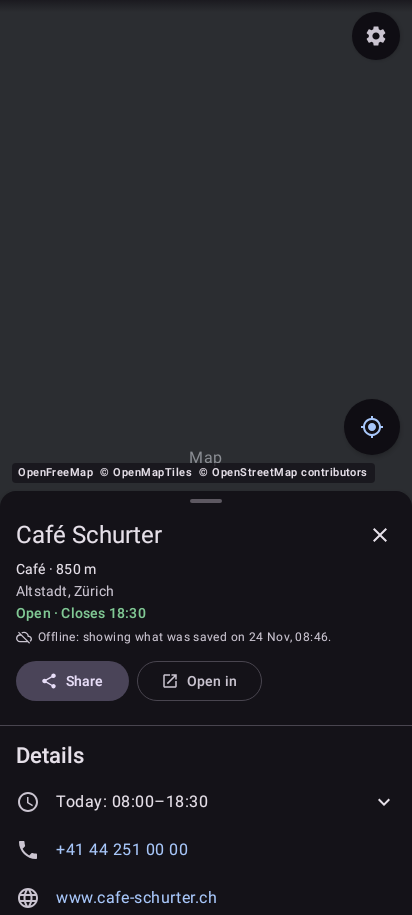 Map
OpenFreeMap © OpenMapTiles © OpenStreetMap contributors
Café Schurter
Café · 850 m
Altstadt, Zürich
Open · Closes 18:30
Offline: showing what was saved on 24 Nov, 08:46.
Share
Open in
Details
Today: 08:00–18:30
+41 44 251 00 00
www.cafe-schurter.ch